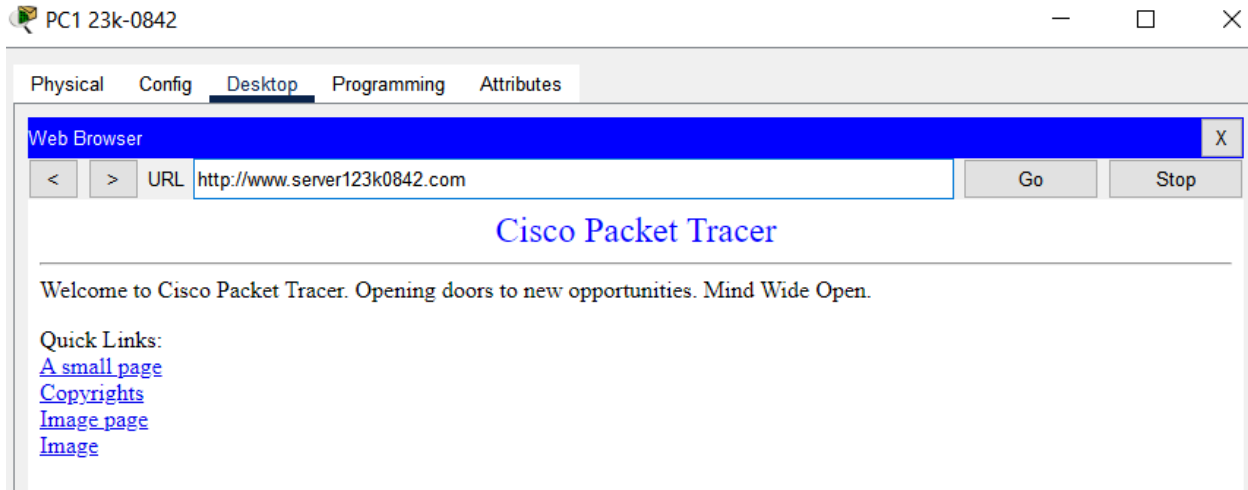 PC1 23k-0842
Physical Config Desktop Programming Attributes
Web Browser X
< > URL http://www.server123k0842.com Go Stop
Cisco Packet Tracer
Welcome to Cisco Packet Tracer. Opening doors to new opportunities. Mind Wide Open.
Quick Links:
A small page
Copyrights
Image page
Image